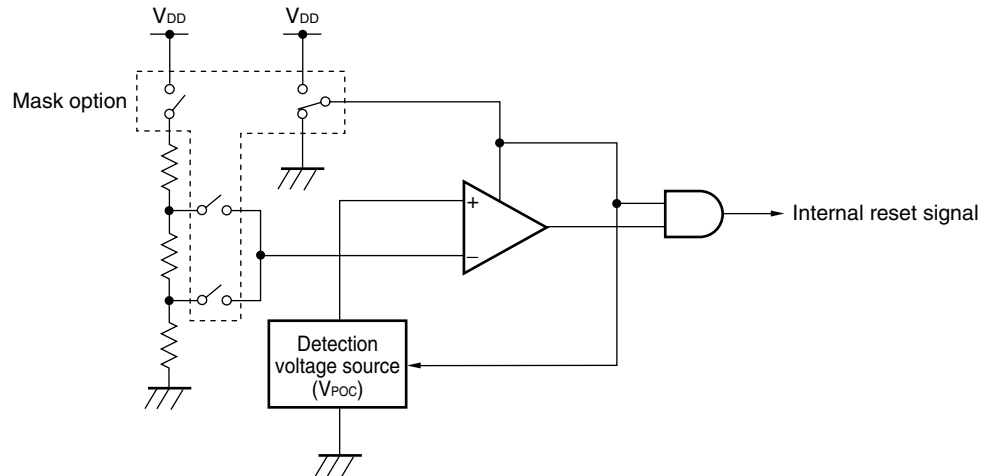 VDD
VDD
Mask option
+
−
Internal reset signal
Detection
voltage source
(VPOC)